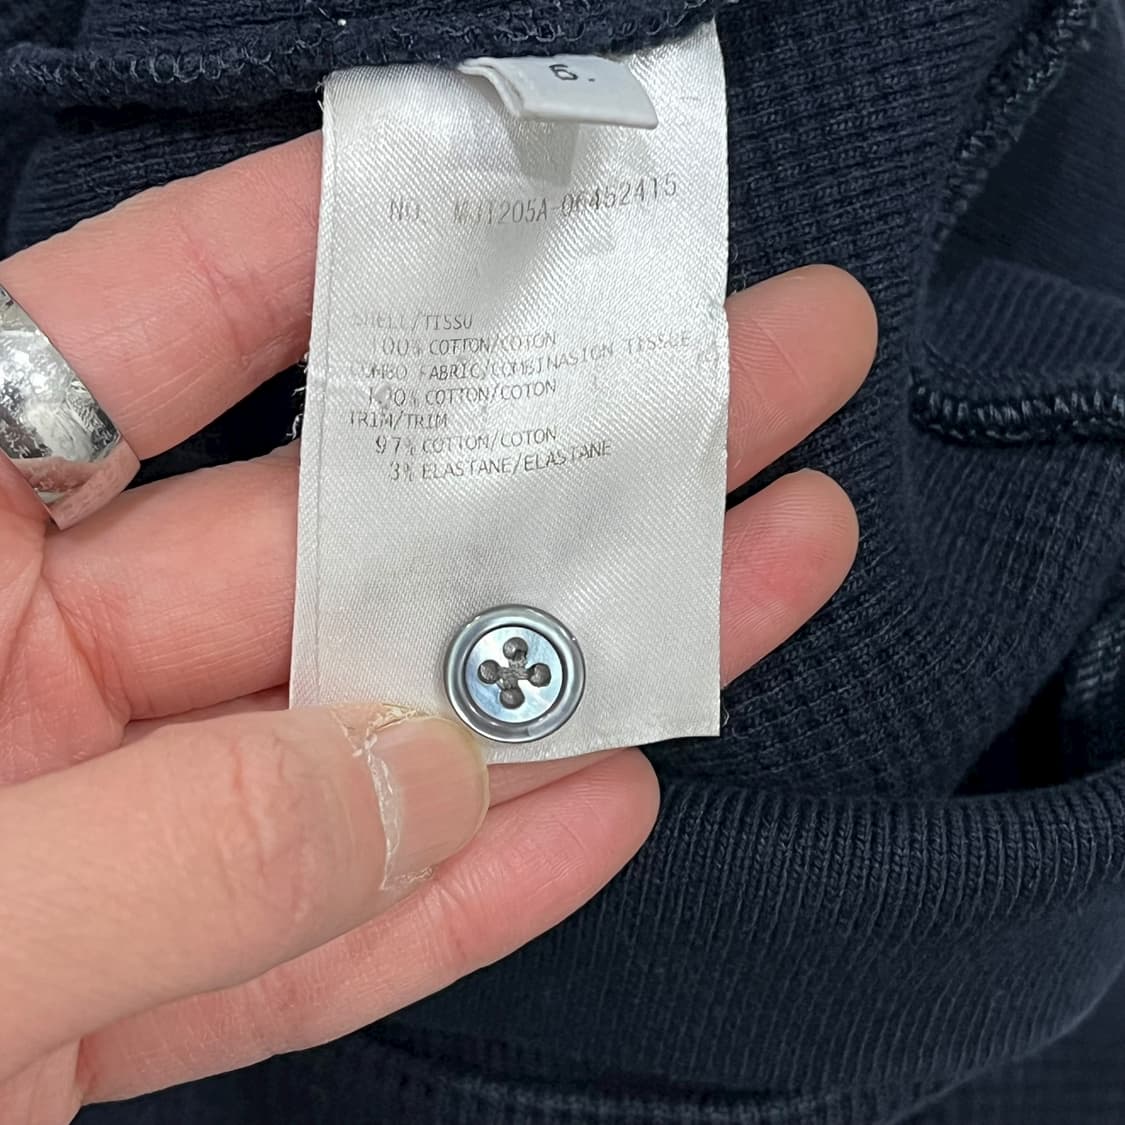 6.
NO. MJ1205A-06452415
SHELL/TISSU
100% COTTON/COTON
COMBO FABRIC/COMBINASION TISSUE
100% COTTON/COTON
TRIM/TRIM
97% COTTON/COTON
3% ELASTANE/ELASTANE